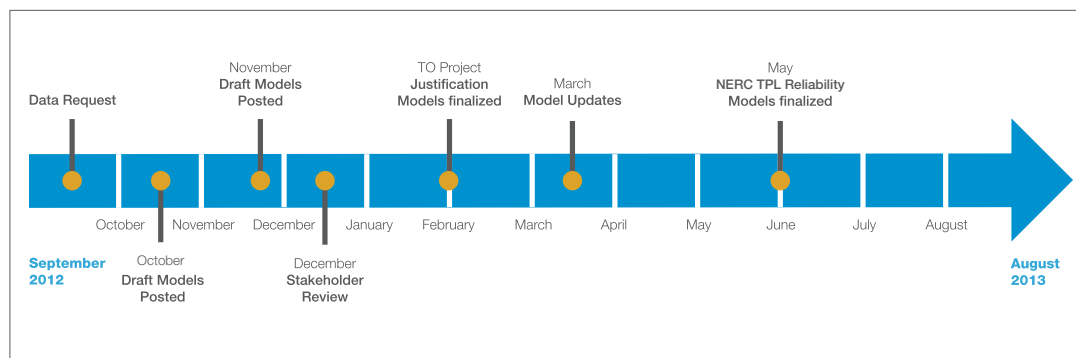 Data Request
November
Draft Models
Posted
TO Project
Justification
Models finalized
March
Model Updates
May
NERC TPL Reliability
Models finalized
October
November
December
January
February
March
April
May
June
July
August
September
2012
October
Draft Models
Posted
December
Stakeholder
Review
August
2013